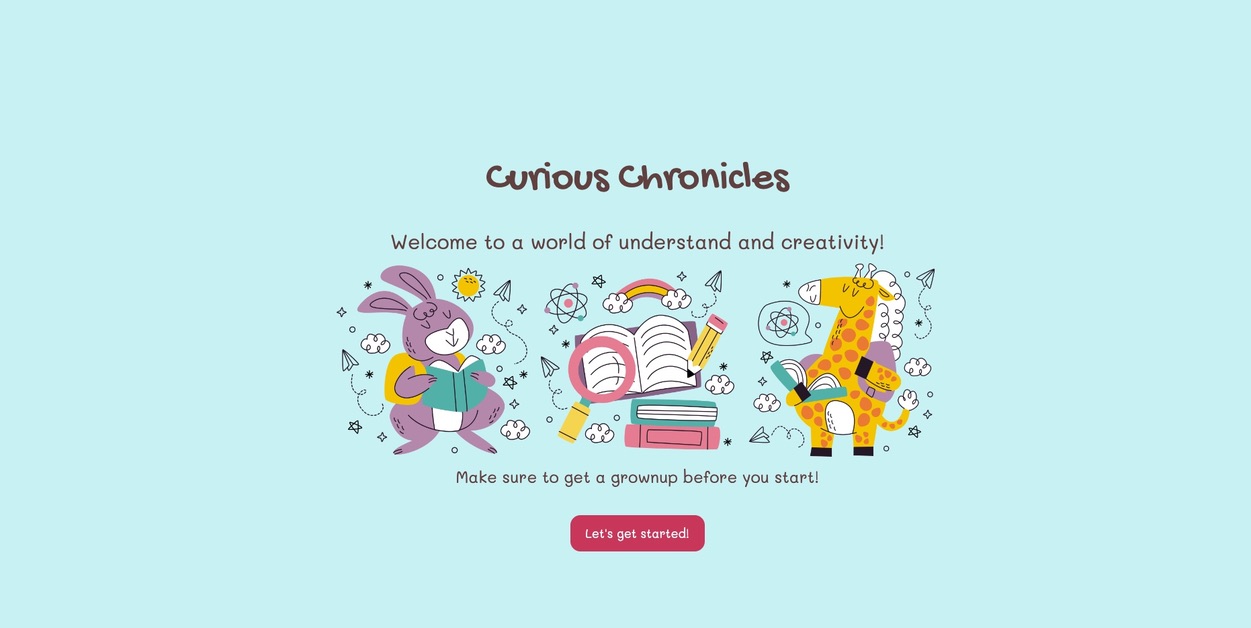 Curious Chronicles
Welcome to a world of understand and creativity!
Make sure to get a grownup before you start!
Let's get started!